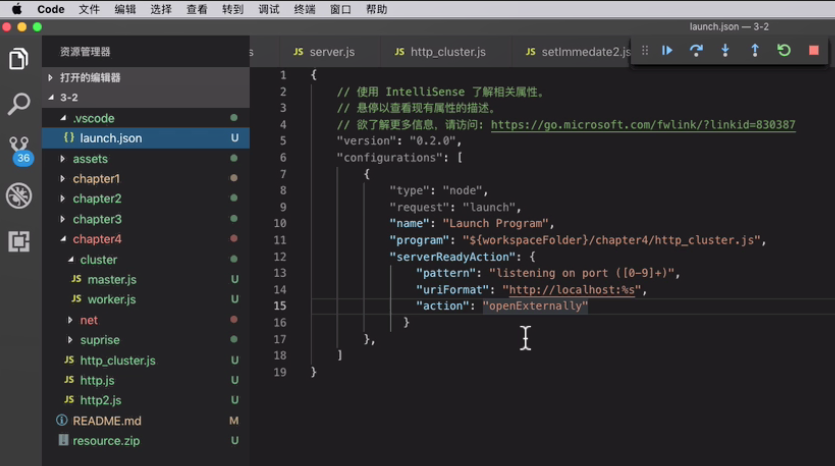 Code 文件 编辑 选择 查看 转到 调试 终端 窗口 帮助
launch.json — 3-2
资源管理器
s JS server.js JS http_cluster.js JS setImmedate2.js
打开的编辑器
3-2
.vscode
{} launch.json U
assets
chapter1
chapter2
chapter3
chapter4
cluster
JS master.js U
JS worker.js U
net
suprise
JS http_cluster.js U
JS http.js U
JS http2.js U
README.md M
resource.zip U
36
1 {
2 // 使用 IntelliSense 了解相关属性。
3 // 悬停以查看现有属性的描述。
4 // 欲了解更多信息，请访问: https://go.microsoft.com/fwlink/?linkid=830387
5 "version": "0.2.0",
6 "configurations": [
7 {
8 "type": "node",
9 "request": "launch",
10 "name": "Launch Program",
11 "program": "${workspaceFolder}/chapter4/http_cluster.js",
12 "serverReadyAction": {
13 "pattern": "listening on port ([0-9]+)",
14 "uriFormat": "http://localhost:%s",
15 "action": "openExternally"
16 }
17 },
18 ]
19 }